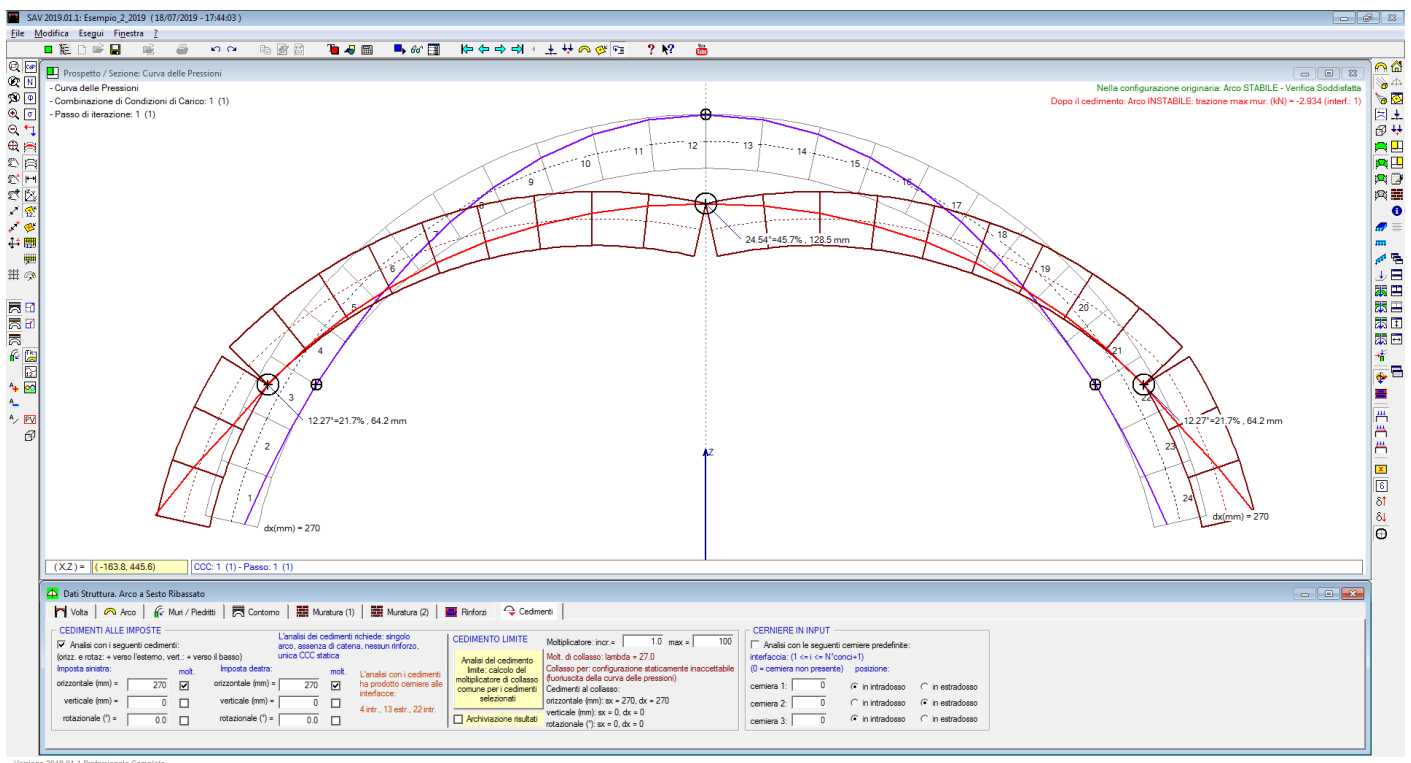 SAV 2019.01.1: Esempio_2_2019 (18/07/2019 - 17:44:03 )
File Modifica Esegui Finestra ?
Prospetto / Sezione: Curva delle Pressioni
- Curva delle Pressioni
- Combinazione di Condizioni di Carico: 1 (1)
- Passo di iterazione: 1 (1)
Nella configurazione originaria: Arco STABILE - Verifica Soddisfatta
Dopo il cedimento: Arco INSTABILE: trazione max mur. (kN) = -2.934 (interf.: 1)
1
2
3
4
5
6
7
8
9
10
11
12
13
14
15
16
17
18
19
20
21
22
23
24
24.54°=45.7% , 128.5 mm
12.27°=21.7% , 64.2 mm
12.27°=21.7% , 64.2 mm
Z
dx(mm) = 270
dx(mm) = 270
(X,Z) = (-163.8, 445.6) CCC: 1 (1) - Passo: 1 (1)
Dati Struttura. Arco a Sesto Ribassato
Volta Arco Muri / Piedritti Contorno Muratura (1) Muratura (2) Rinforzi Cedimenti
CEDIMENTI ALLE IMPOSTE
Analisi con i seguenti cedimenti:
(orizz. e rotaz: + verso l'esterno, vert.: + verso il basso)
L'analisi dei cedimenti richiede: singolo
arco, assenza di catena, nessun rinforzo,
unica CCC statica
Imposta sinistra: molt. Imposta destra: molt.
orizzontale (mm) = 270 orizzontale (mm) = 270
verticale (mm) = 0 verticale (mm) = 0
rotazionale (°) = 0.0 rotazionale (°) = 0.0
L'analisi con i cedimenti
ha prodotto cerniere alle
interfacce:
4 intr., 13 estr., 22 intr.
CEDIMENTO LIMITE
Analisi del cedimento
limite: calcolo del
moltiplicatore di collasso
comune per i cedimenti
selezionati
Archiviazione risultati
Moltiplicatore: incr.= 1.0 max = 100
Molt. di collasso: lambda = 27.0
Collasso per: configurazione staticamente inaccettabile
(fuoriuscita della curva delle pressioni)
Cedimenti al collasso:
orizzontale (mm): sx = 270, dx = 270
verticale (mm): sx = 0, dx = 0
rotazionale (°): sx = 0, dx = 0
CERNIERE IN INPUT
Analisi con le seguenti cerniere predefinite:
interfaccia: (1 <= i <= N°conci+1)
(0 = cerniera non presente) posizione:
cerniera 1: 0 in intradosso in estradosso
cerniera 2: 0 in intradosso in estradosso
cerniera 3: 0 in intradosso in estradosso